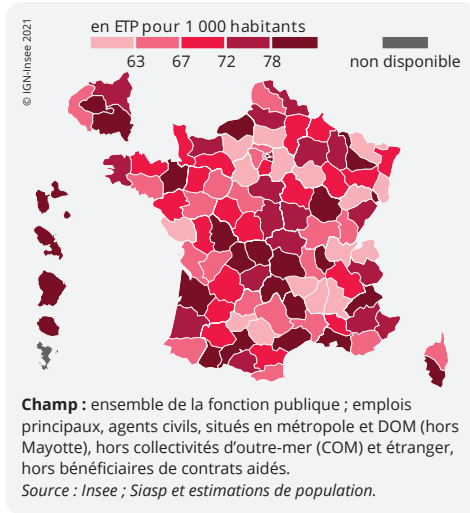 © IGN-Insee 2021
en ETP pour 1 000 habitants
63 67 72 78
non disponible
Champ : ensemble de la fonction publique ; emplois
principaux, agents civils, situés en métropole et DOM (hors
Mayotte), hors collectivités d’outre-mer (COM) et étranger,
hors bénéficiaires de contrats aidés.
Source : Insee ; Siasp et estimations de population.